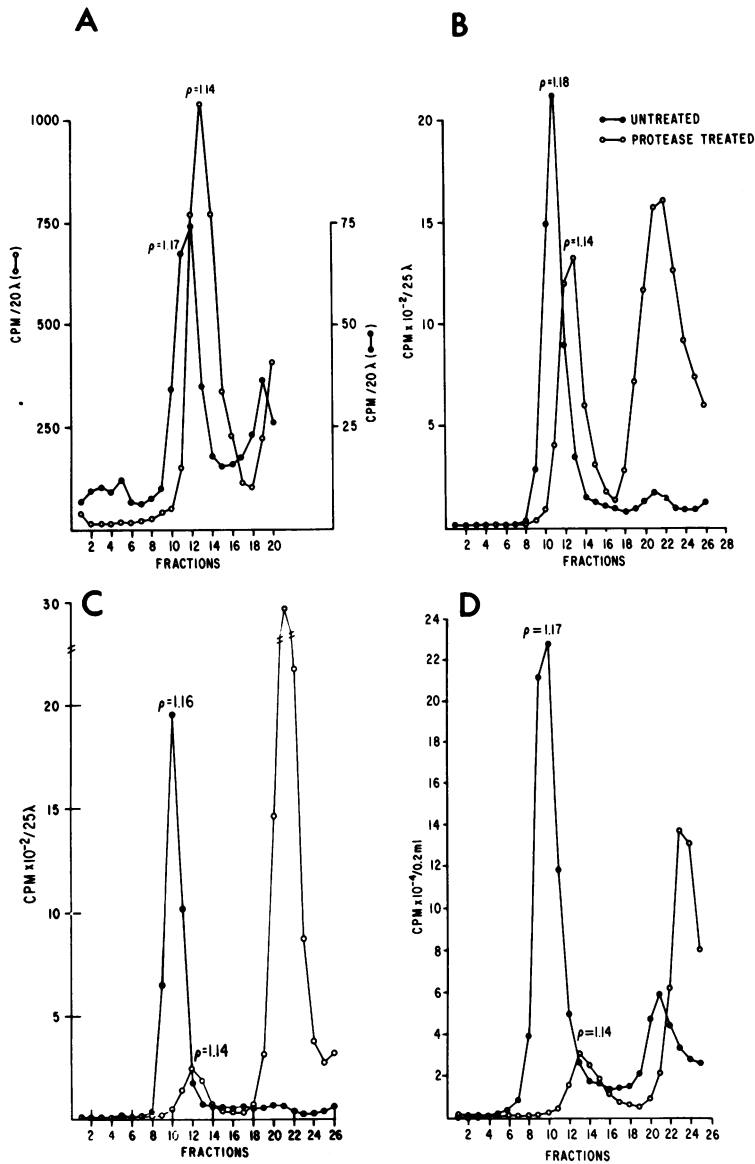 A
ρ=1.14
1000
750
500
250
CPM/20λ(o—o)
ρ=1.17
75
50
25
CPM/20λ(●—●)
2 4 6 8 10 12 14 16 18 20
FRACTIONS
B
ρ=1.18
●—● UNTREATED
o—o PROTEASE TREATED
20
15
10
5
CPM x 10⁻²/25λ
ρ=1.14
2 4 6 8 10 12 14 16 18 20 22 24 26 28
FRACTIONS
C
30
20
15
10
5
CPM x10⁻²/25λ
ρ=1.16
ρ=1.14
2 4 6 8 10 12 14 16 18 20 22 24 26
FRACTIONS
D
24
22
20
18
16
14
12
10
8
6
4
2
CPM x10⁻⁴/0.2ml
ρ=1.17
ρ=1.14
2 4 6 8 10 12 14 16 18 20 22 24 26
FRACTIONS